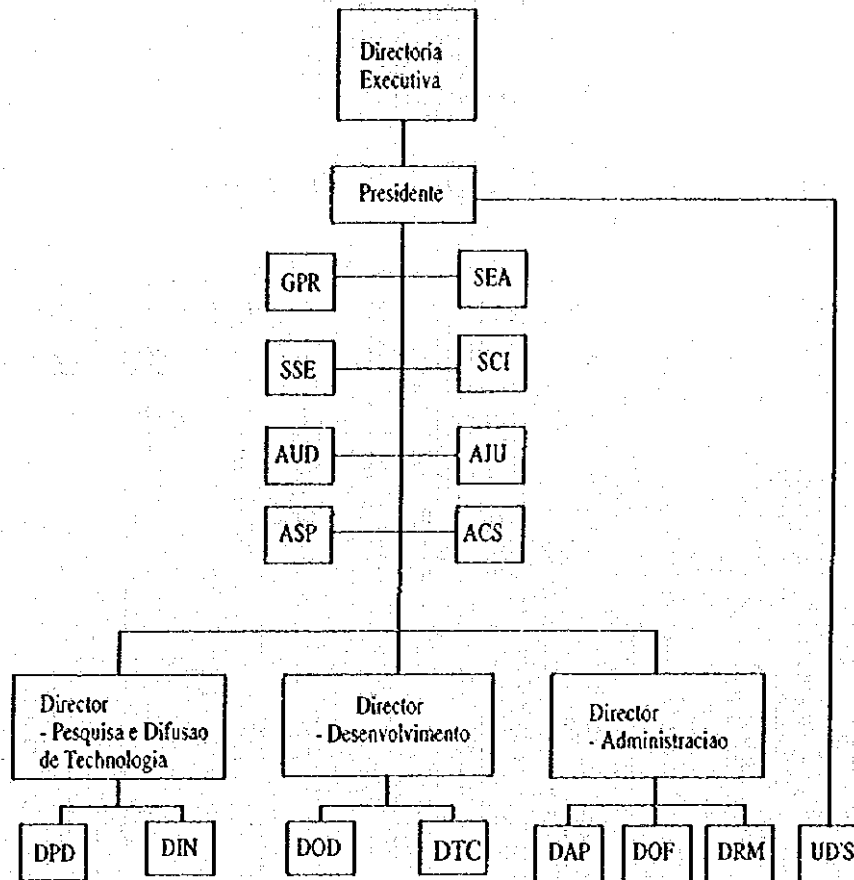 Directoria
Executiva
Presidente
GPR
SEA
SSE
SCI
AUD
AJU
ASP
ACS
Director
- Pesquisa e Difusao
de Technologia
Director
- Desenvolvimento
Director
- Administraciao
DPD
DIN
DOD
DTC
DAP
DOF
DRM
UD'S